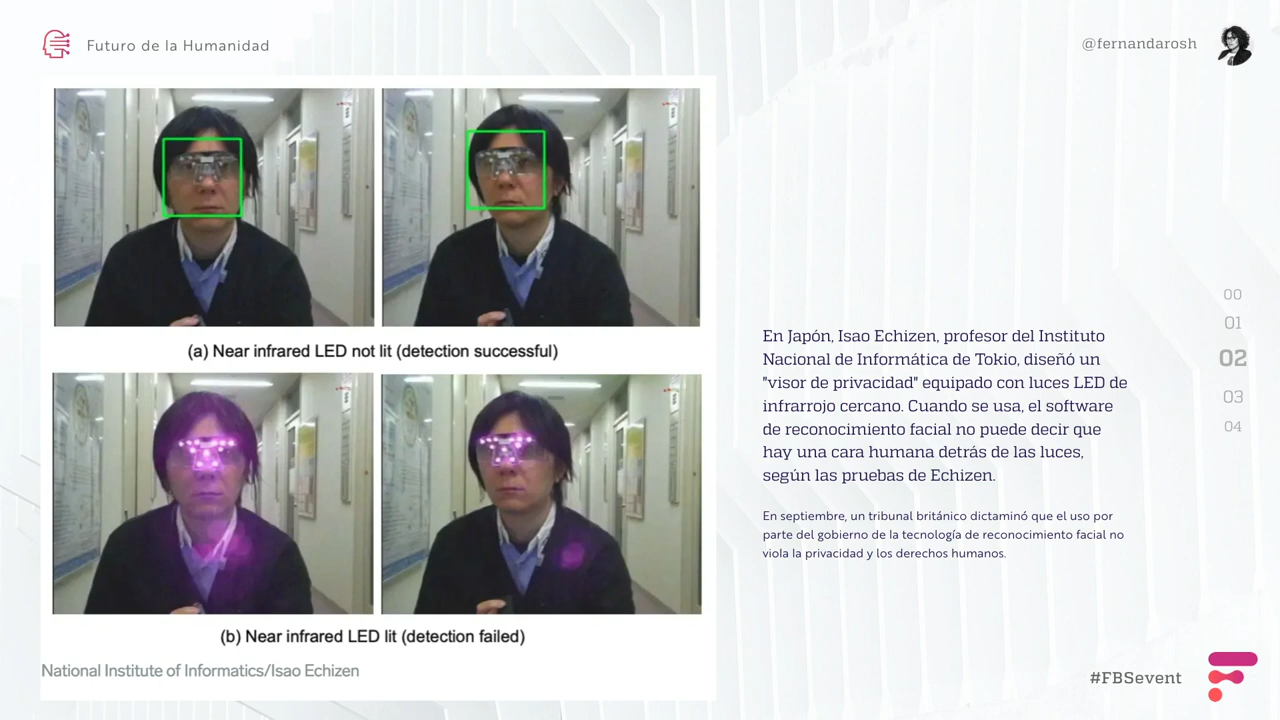 Futuro de la Humanidad
@fernandarosh
(a) Near infrared LED not lit (detection successful)
(b) Near infrared LED lit (detection failed)
National Institute of Informatics/Isao Echizen
En Japón, Isao Echizen, profesor del Instituto
Nacional de Informática de Tokio, diseñó un
"visor de privacidad" equipado con luces LED de
infrarrojo cercano. Cuando se usa, el software
de reconocimiento facial no puede decir que
hay una cara humana detrás de las luces,
según las pruebas de Echizen.
En septiembre, un tribunal británico dictaminó que el uso por
parte del gobierno de la tecnología de reconocimiento facial no
viola la privacidad y los derechos humanos.
00
01
02
03
04
#FBSevent